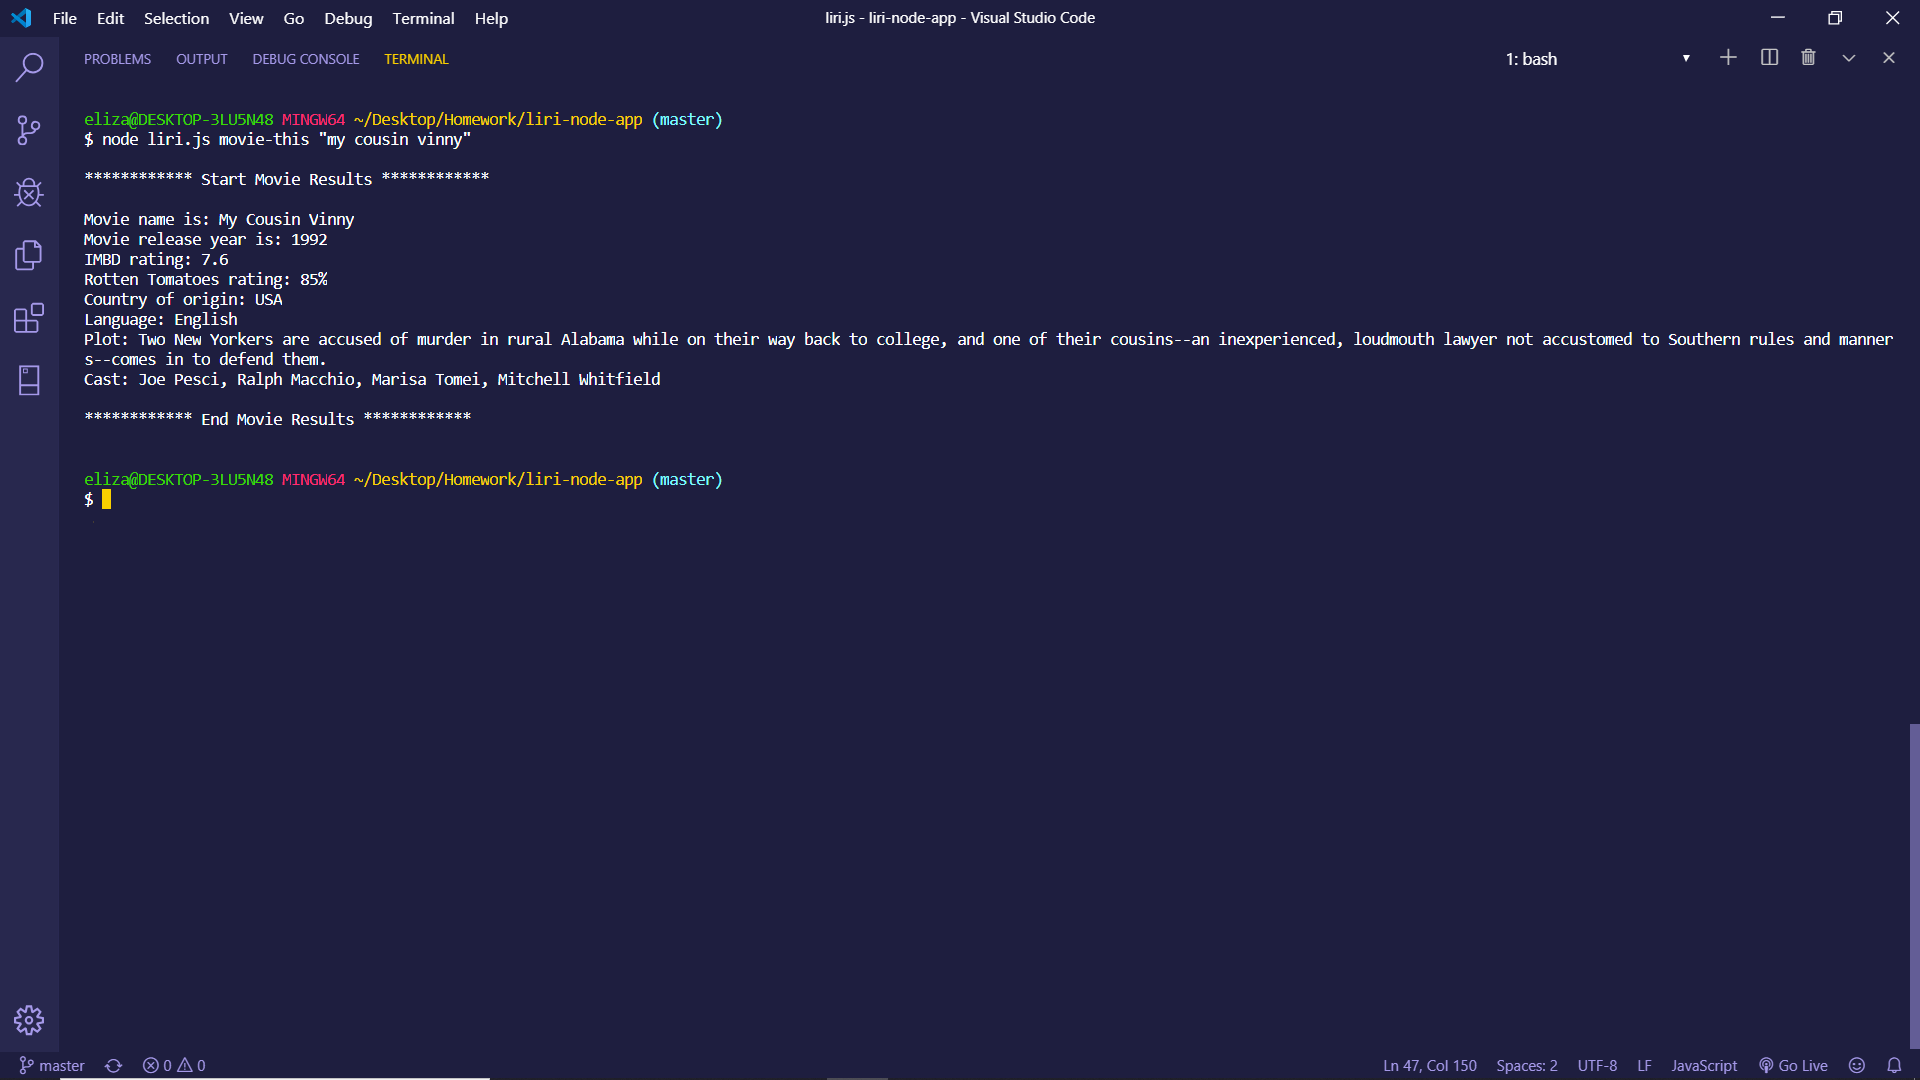 File Edit Selection View Go Debug Terminal Help
liri.js - liri-node-app - Visual Studio Code
PROBLEMS OUTPUT DEBUG CONSOLE TERMINAL
1: bash
eliza@DESKTOP-3LU5N48 MINGW64 ~/Desktop/Homework/liri-node-app (master)
$ node liri.js movie-this "my cousin vinny"
************ Start Movie Results ************
Movie name is: My Cousin Vinny
Movie release year is: 1992
IMBD rating: 7.6
Rotten Tomatoes rating: 85%
Country of origin: USA
Language: English
Plot: Two New Yorkers are accused of murder in rural Alabama while on their way back to college, and one of their cousins--an inexperienced, loudmouth lawyer not accustomed to Southern rules and manner
s--comes in to defend them.
Cast: Joe Pesci, Ralph Macchio, Marisa Tomei, Mitchell Whitfield
************ End Movie Results ************
eliza@DESKTOP-3LU5N48 MINGW64 ~/Desktop/Homework/liri-node-app (master)
$
master 0 0
Ln 47, Col 150 Spaces: 2 UTF-8 LF JavaScript Go Live